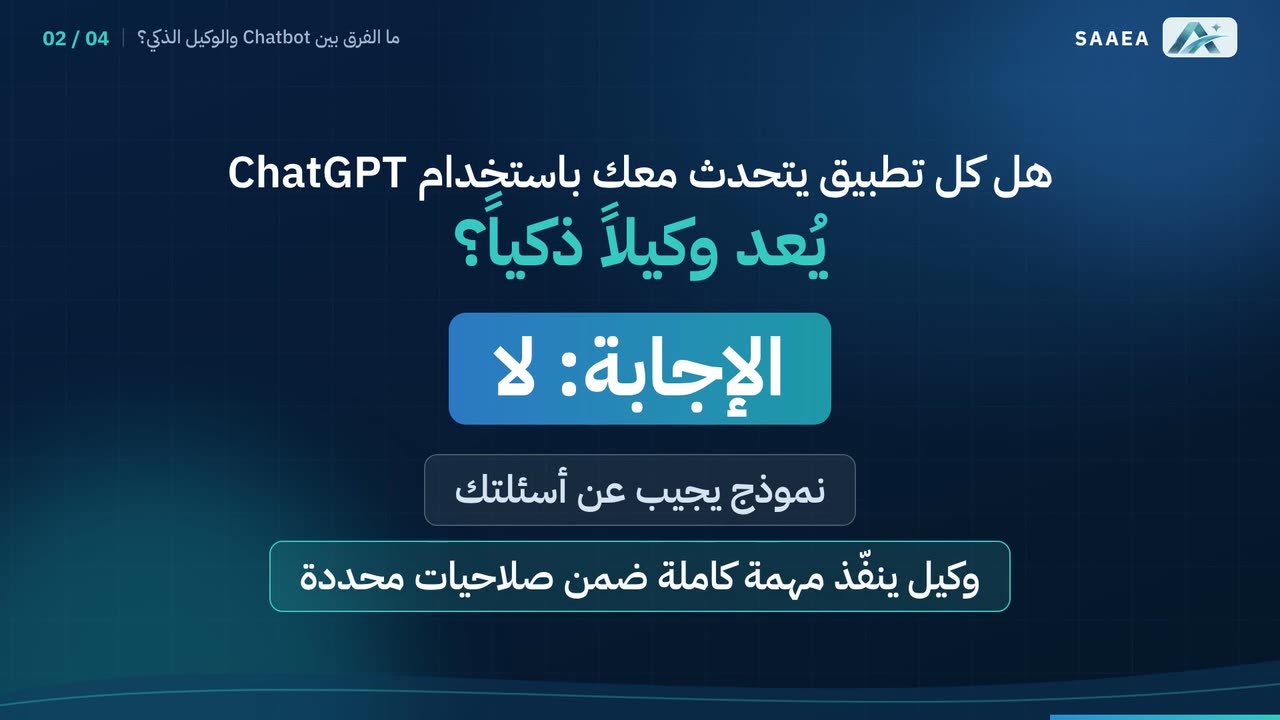 SAAEA
ما الفرق بين Chatbot والوكيل الذكي؟ | 02 / 04
هل كل تطبيق يتحدث معك باستخدام ChatGPT
يُعد وكيلاً ذكياً؟
الإجابة: لا
نموذج يجيب عن أسئلتك
وكيل ينفّذ مهمة كاملة ضمن صلاحيات محددة